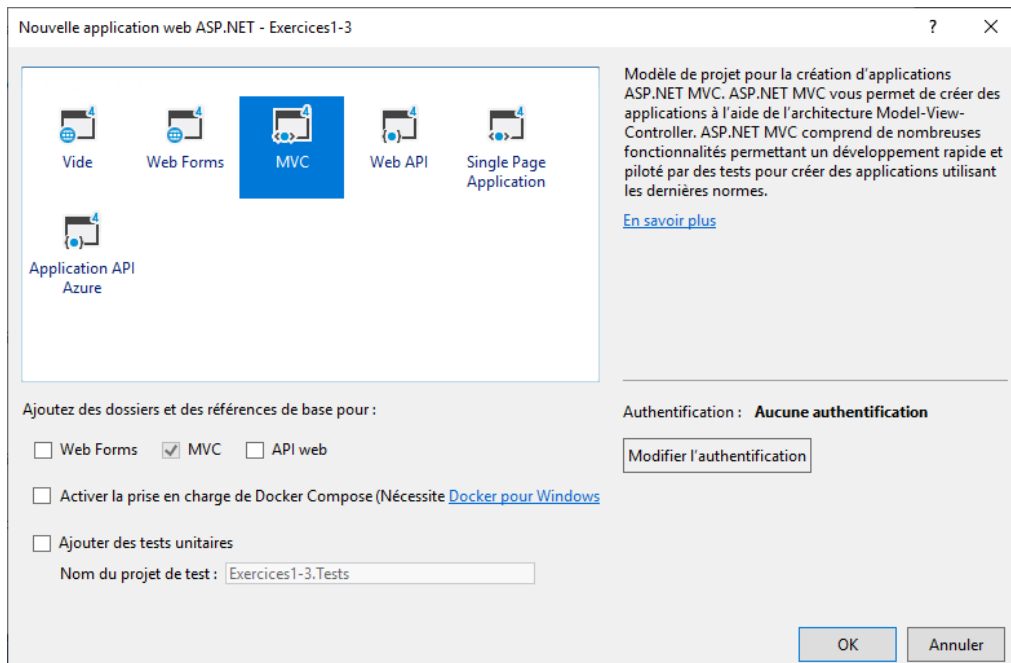 Nouvelle application web ASP.NET - Exercices1-3
?
4
Vide
4
Web Forms
4
MVC
4
Web API
4
Single Page
Application
4
Application API
Azure
Modèle de projet pour la création d'applications
ASP.NET MVC. ASP.NET MVC vous permet de créer des
applications à l'aide de l'architecture Model-View-
Controller. ASP.NET MVC comprend de nombreuses
fonctionnalités permettant un développement rapide et
piloté par des tests pour créer des applications utilisant
les dernières normes.
En savoir plus
Ajoutez des dossiers et des références de base pour :
Web Forms
MVC
API web
Activer la prise en charge de Docker Compose (Nécessite Docker pour Windows
Ajouter des tests unitaires
Nom du projet de test : Exercices1-3.Tests
Authentification : Aucune authentification
Modifier l'authentification
OK
Annuler